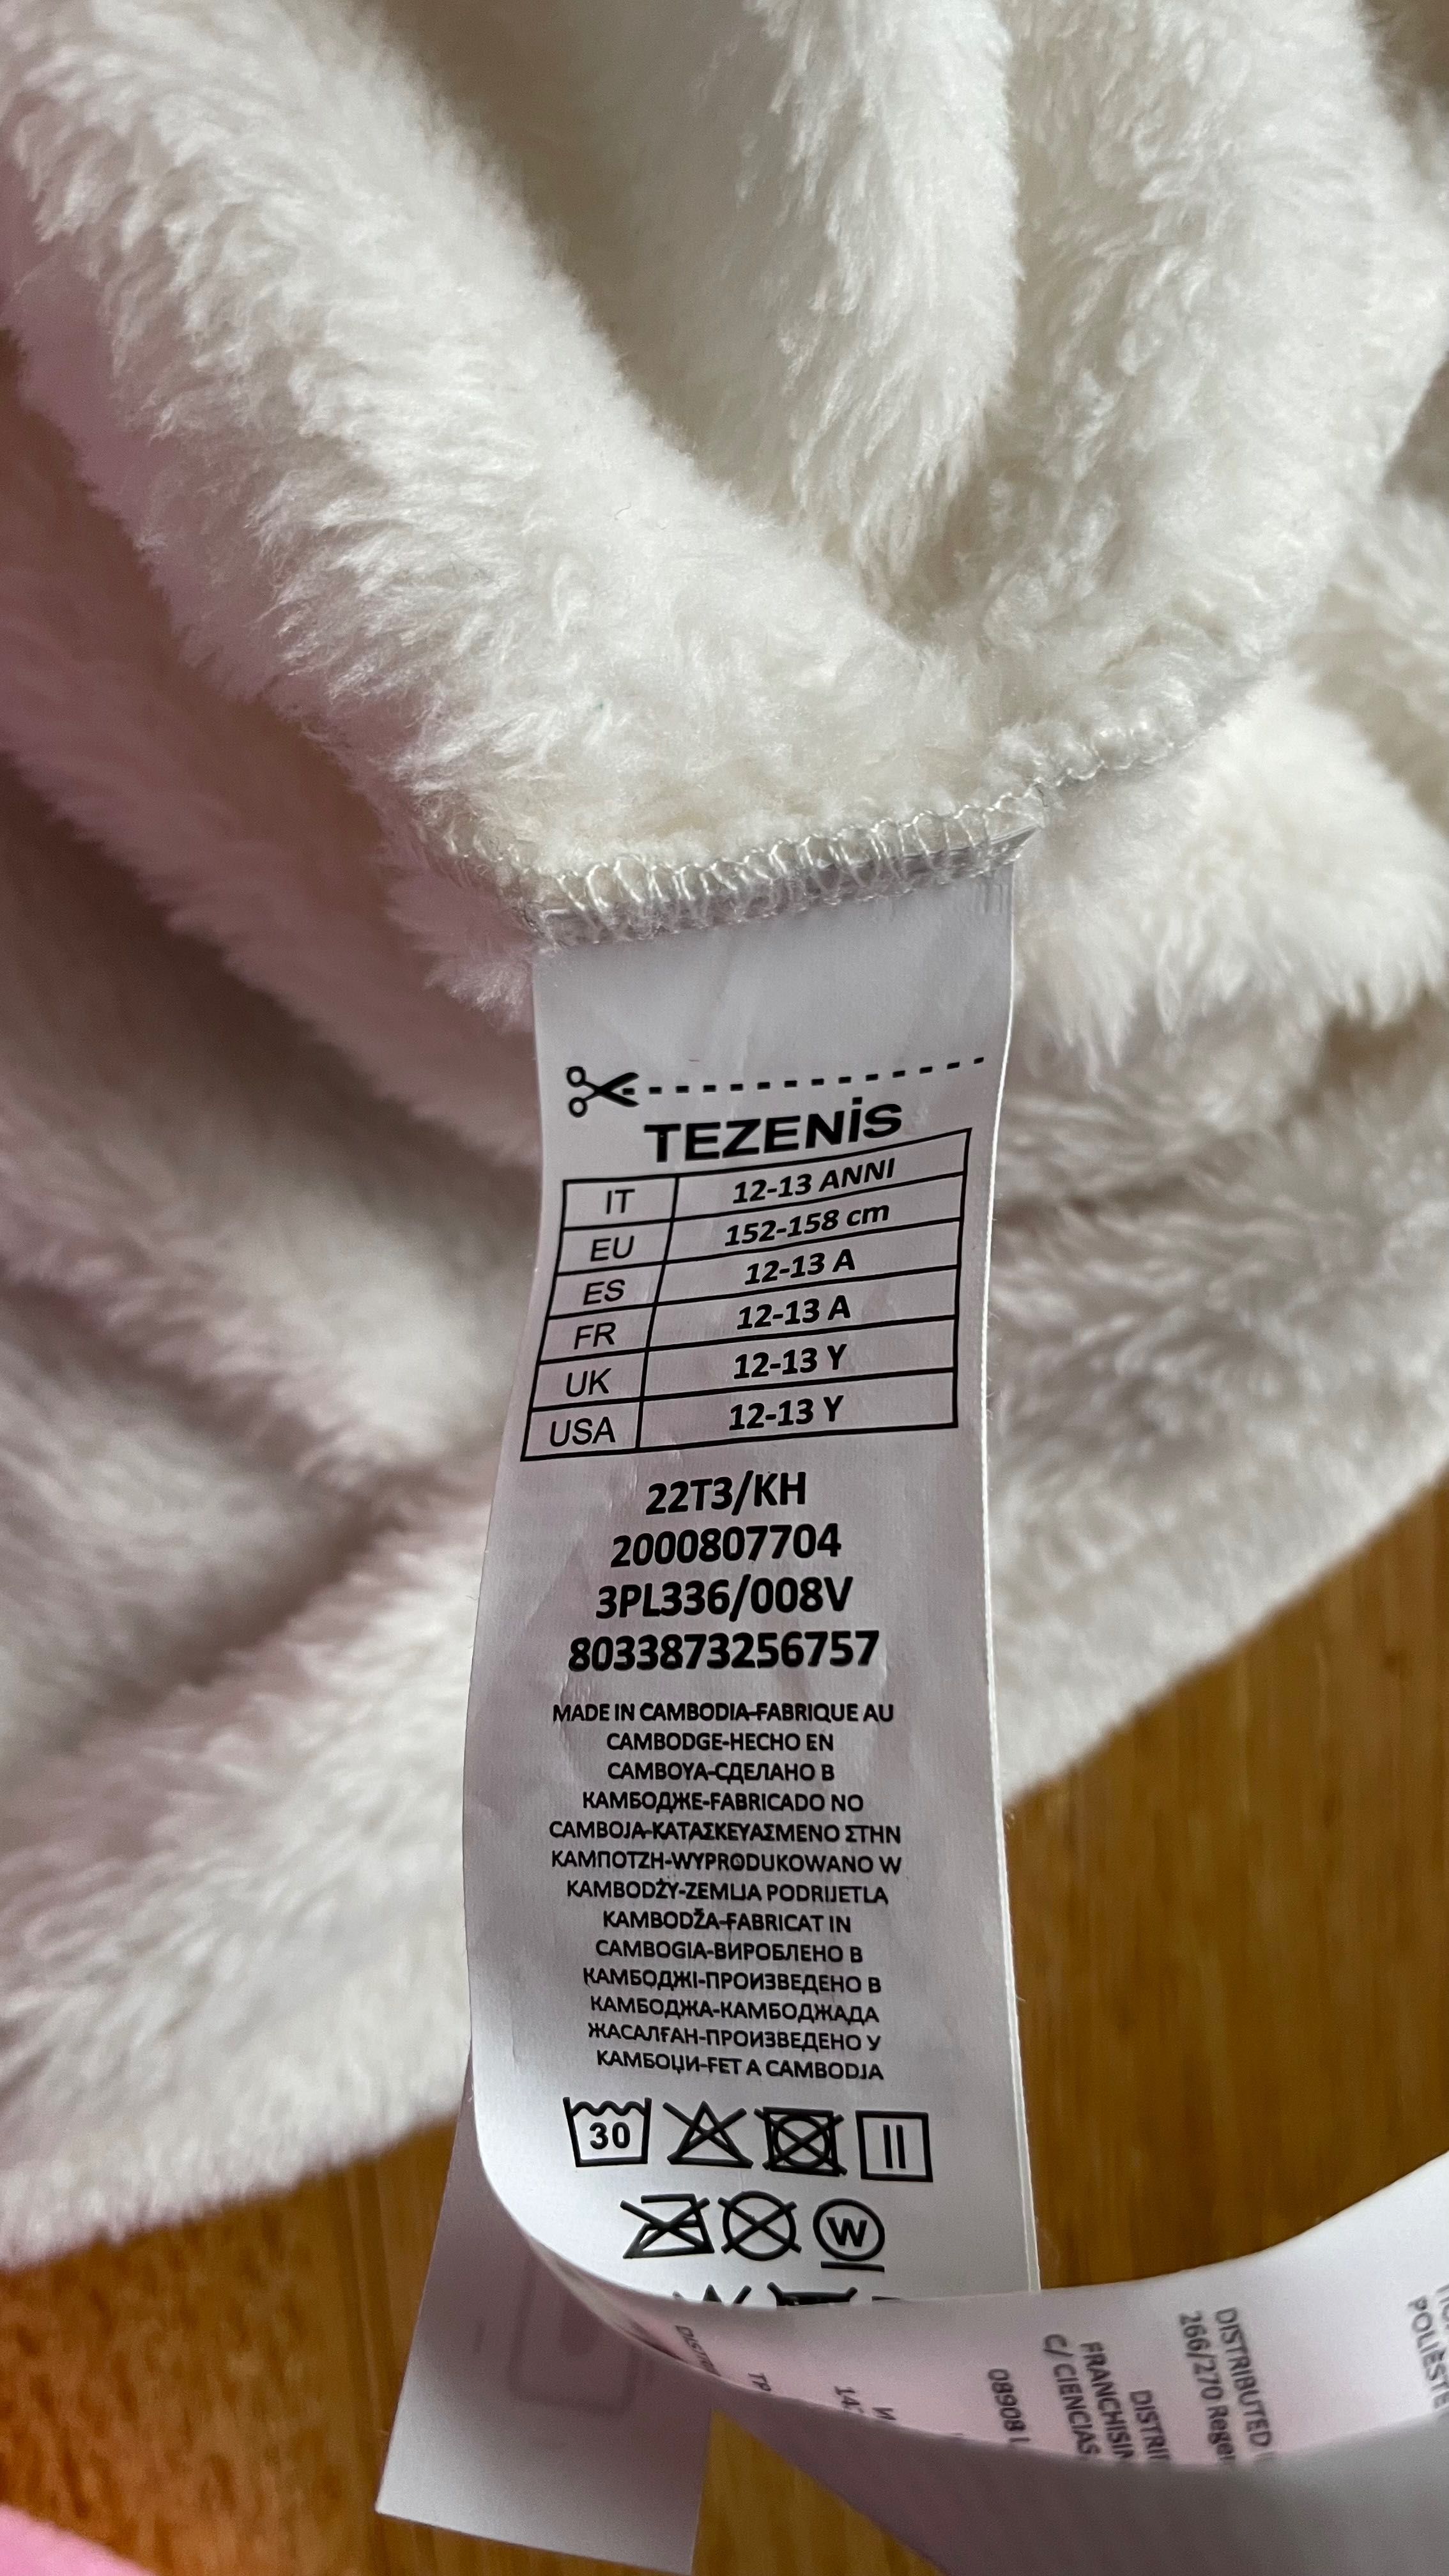 TEZENİS
IT 12-13 ANNI
EU 152-158 cm
ES 12-13 A
FR 12-13 A
UK 12-13 Y
USA 12-13 Y
22T3/KH
2000807704
3PL336/008V
8033873256757
MADE IN CAMBODIA-FABRIQUE AU
CAMBODGE-HECHO EN
CAMBOYA-СДЕЛАНО В
КАМБОДЖЕ-FABRICADO NO
CAMBOJA-ΚΑΤΑΣΚΕΥΑΣΜΕΝΟ ΣΤΗΝ
ΚΑΜΠΟΤΖΗ-WYPRODUKOWANO W
KAMBODŻY-ZEMLJA PODRIJETLA
KAMBODŽA-FABRICAT IN
CAMBOGIA-ВИРОБЛЕНО В
КАМБОДЖІ-ПРОИЗВЕДЕНО В
КАМБОДЖА-КАМБОДЖАДА
ЖАСАЛҒАН-ПРОИЗВЕДЕНО У
КАМБОЏИ-FET A CAMBODJA
30
W
08908
C/ CIENCIAS
FRANCHISIN
DISTRI
266/270 Rege
DISTRIBUTED
POLIÈSTE